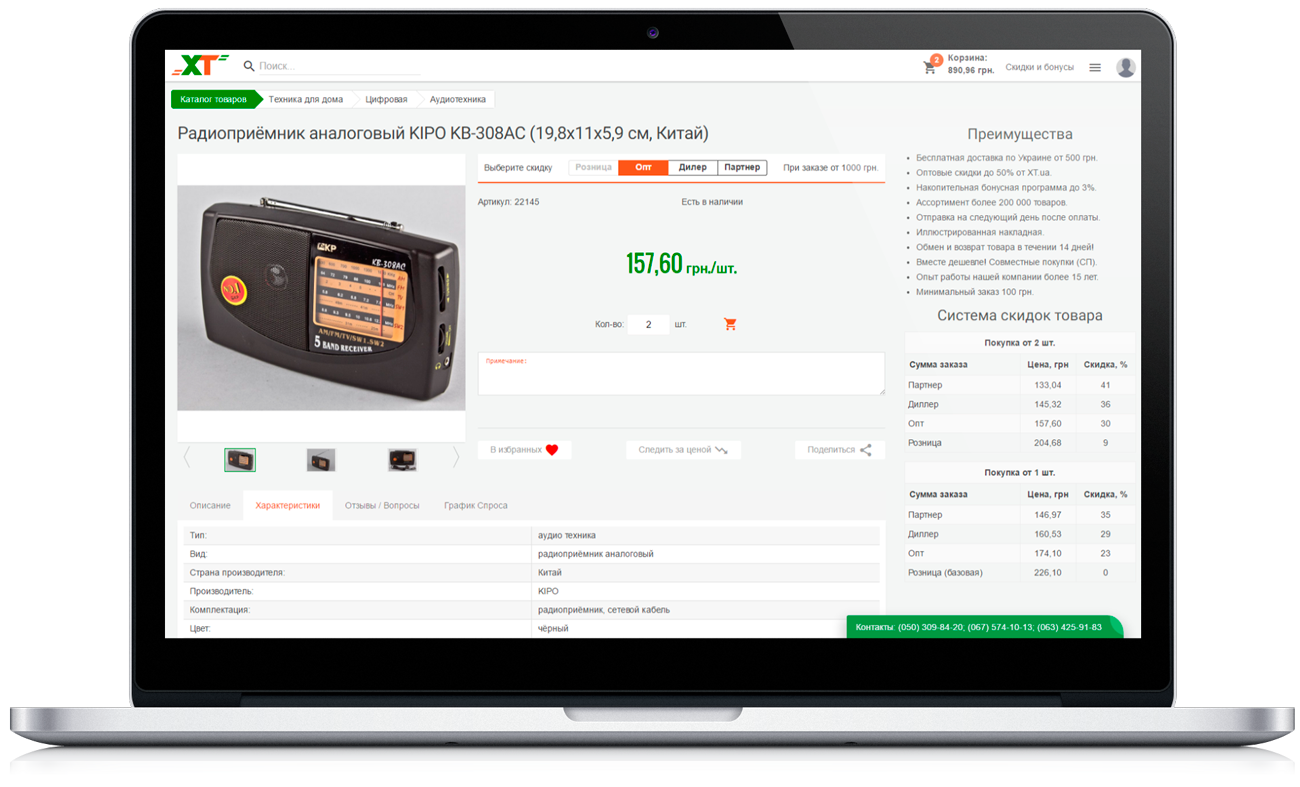 XT
Поиск...
2
Корзина:
890,96 грн.
Скидки и бонусы
Каталог товаров
Техника для дома
Цифровая
Аудиотехника
Радиоприёмник аналоговый KIPO KB-308AC (19,8x11x5,9 см, Китай)
KB-308AC
AM/FM/TV/SW1.SW2
5 BAND RECEIVER
Выберите скидку
Розница
Опт
Дилер
Партнер
При заказе от 1000 грн.
Артикул: 22145
Есть в наличии
157,60 грн./шт.
Кол-во:
2
шт.
Примечание:
В избранных
Следить за ценой
Поделиться
Описание
Характеристики
Отзывы / Вопросы
График Спроса
Тип: аудио техника
Вид: радиоприёмник аналоговый
Страна производителя: Китай
Производитель: KIPO
Комплектация: радиоприёмник, сетевой кабель
Цвет: чёрный
Преимущества
Бесплатная доставка по Украине от 500 грн.
Оптовые скидки до 50% от XT.ua.
Накопительная бонусная программа до 3%.
Ассортимент более 200 000 товаров.
Отправка на следующий день после оплаты.
Иллюстрированная накладная.
Обмен и возврат товара в течении 14 дней!
Вместе дешевле! Совместные покупки (СП).
Опыт работы нашей компании более 15 лет.
Минимальный заказ 100 грн.
Система скидок товара
Покупка от 2 шт.
Сумма заказа Цена, грн Скидка, %
Партнер 133,04 41
Диллер 145,32 36
Опт 157,60 30
Розница 204,68 9
Покупка от 1 шт.
Сумма заказа Цена, грн Скидка, %
Партнер 146,97 35
Диллер 160,53 29
Опт 174,10 23
Розница (базовая) 226,10 0
Контакты: (050) 309-84-20; (067) 574-10-13; (063) 425-91-83